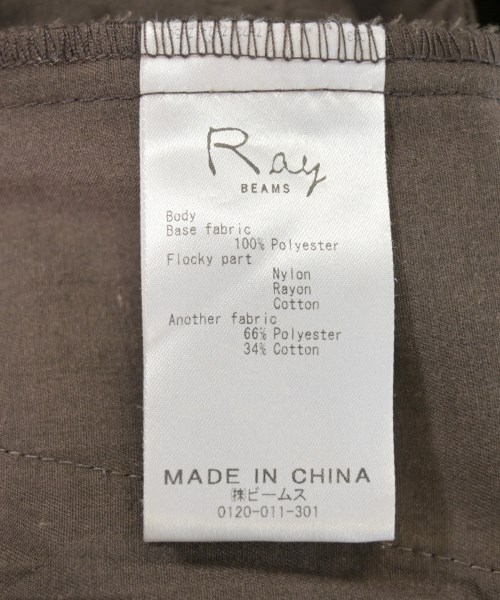 Ray
BEAMS
Body
Base fabric
100% Polyester
Flocky part
Nylon
Rayon
Cotton
Another fabric
66% Polyester
34% Cotton
MADE IN CHINA
㈱ビームス
0120-011-301